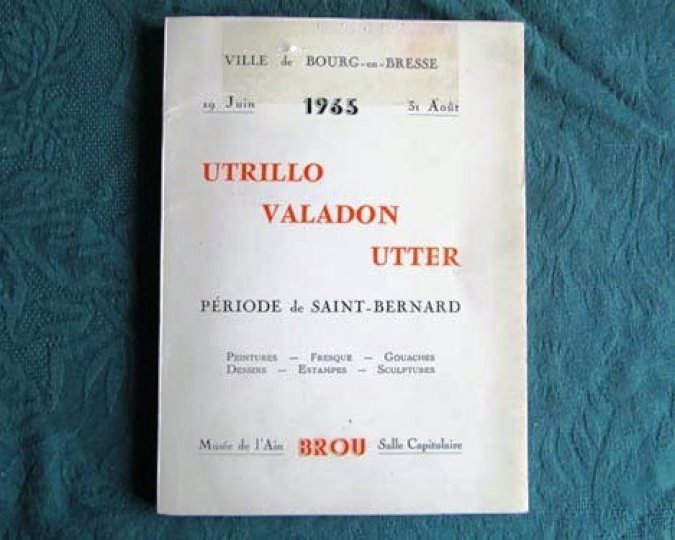 VILLE de BOURG-en-BRESSE
19 Juin 1965 31 Août
UTRILLO
VALADON
UTTER
PÉRIODE de SAINT-BERNARD
PEINTURES — FRESQUE — GOUACHES
DESSINS — ESTAMPES — SCULPTURES
Musée de l'Ain BROU Salle Capitulaire